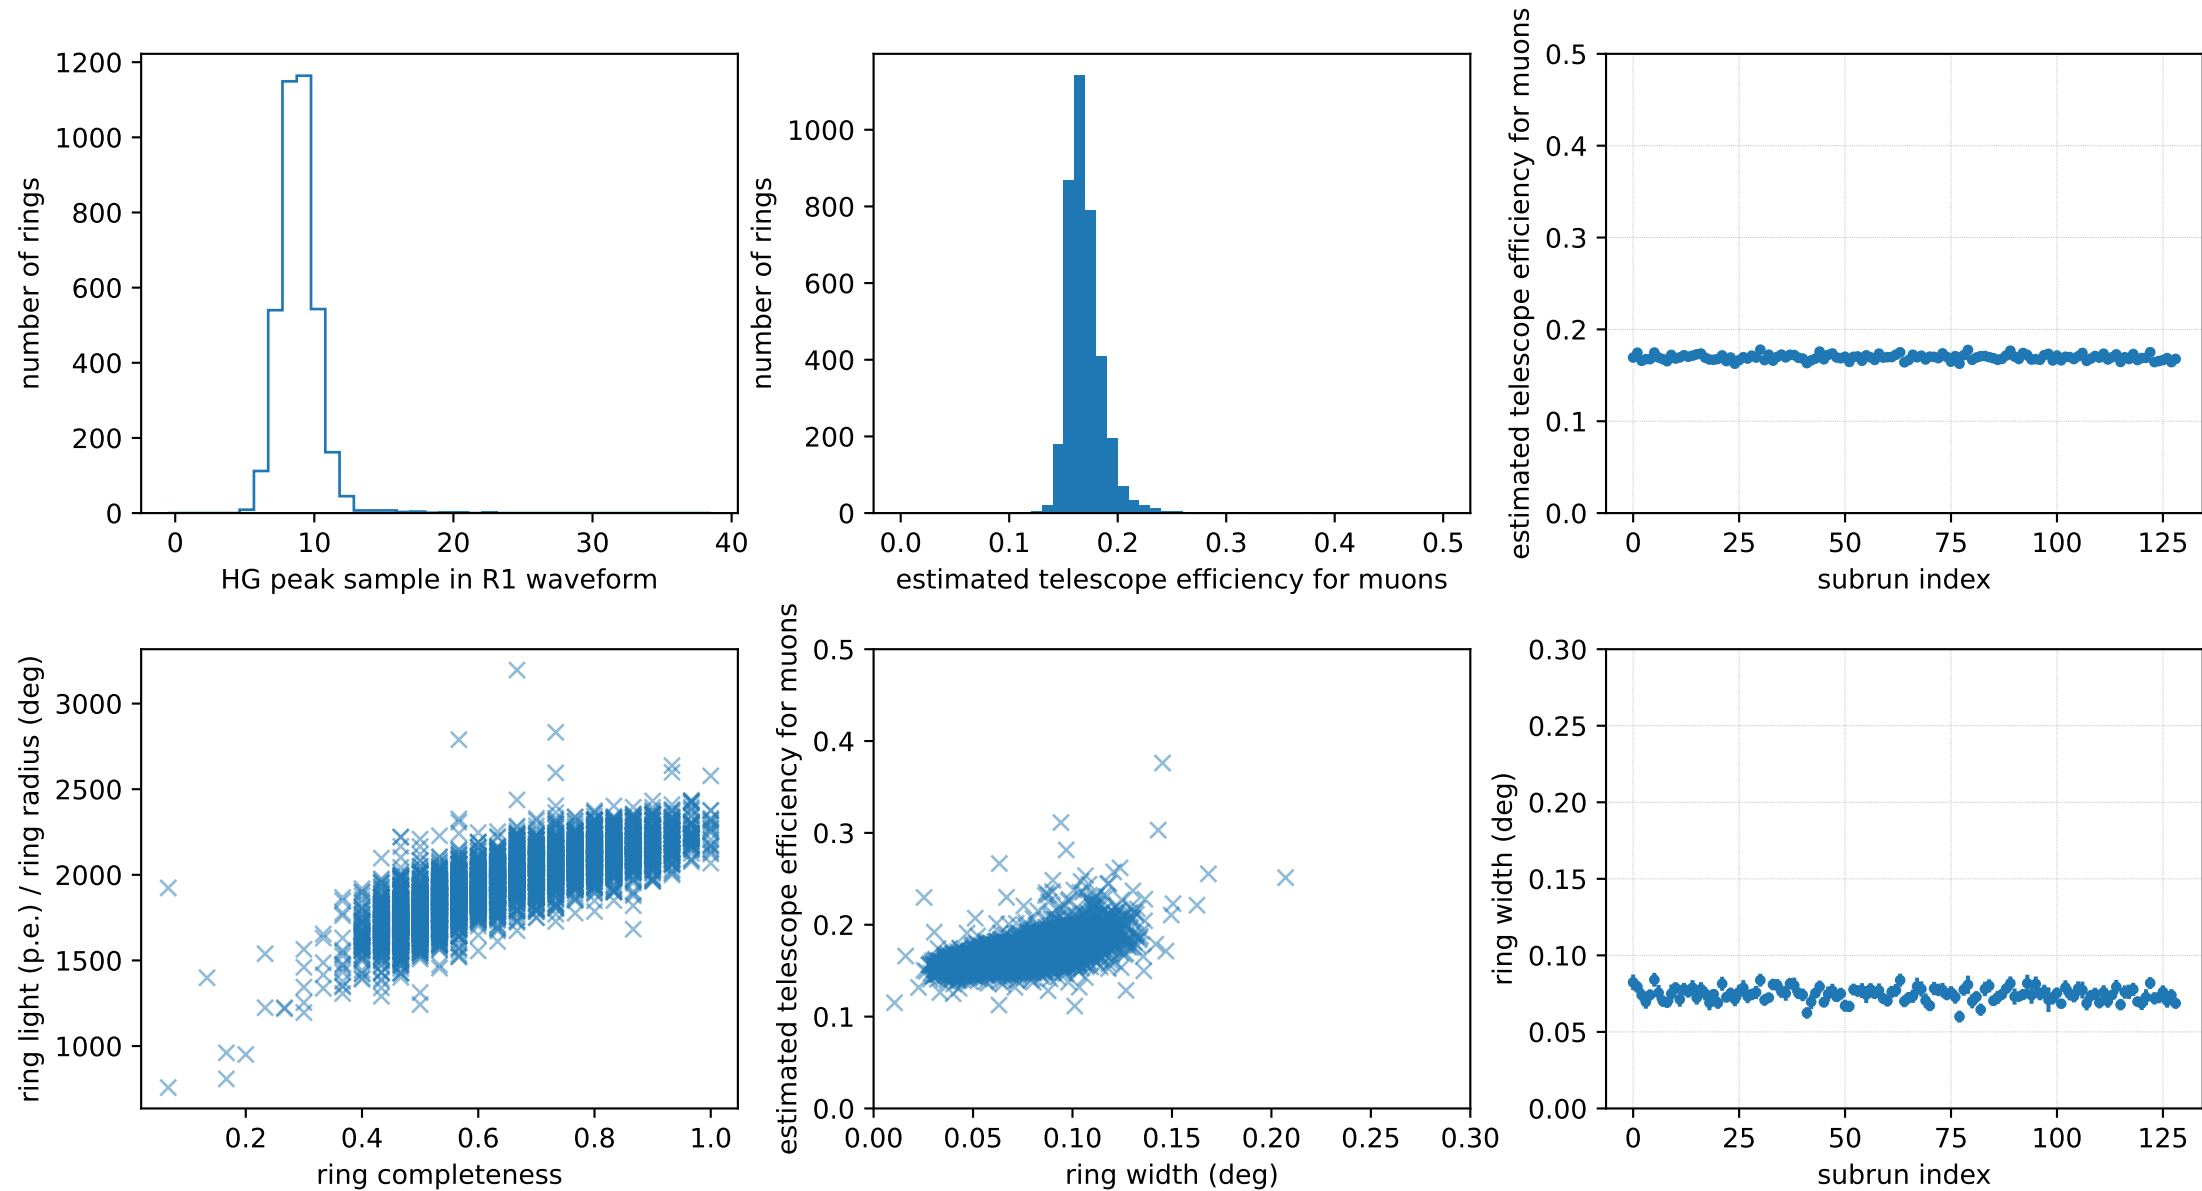 number of rings
1200
1000
800
600
400
200
0
0 10 20 30 40
HG peak sample in R1 waveform
number of rings
1000
800
600
400
200
0
0.0 0.1 0.2 0.3 0.4 0.5
estimated telescope efficiency for muons
estimated telescope efficiency for muons
0.5
0.4
0.3
0.2
0.1
0.0
0 25 50 75 100 125
subrun index
ring light (p.e.) / ring radius (deg)
3000
2500
2000
1500
1000
0.2 0.4 0.6 0.8 1.0
ring completeness
estimated telescope efficiency for muons
0.5
0.4
0.3
0.2
0.1
0.0
0.00 0.05 0.10 0.15 0.20 0.25 0.30
ring width (deg)
ring width (deg)
0.30
0.25
0.20
0.15
0.10
0.05
0.00
0 25 50 75 100 125
subrun index